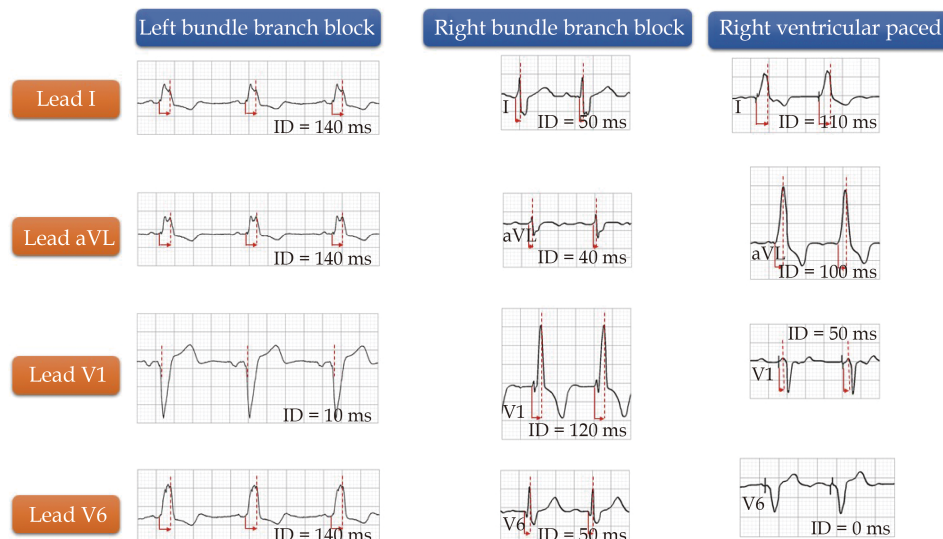 Left bundle branch block
Right bundle branch block
Right ventricular paced
Lead I
ID = 140 ms
I
ID = 50 ms
I
ID = 110 ms
Lead aVL
ID = 140 ms
aVL
ID = 40 ms
aVL
ID = 100 ms
Lead V1
ID = 10 ms
V1
ID = 120 ms
ID = 50 ms
V1
Lead V6
ID = 140 ms
V6
ID = 50 ms
V6
ID = 0 ms